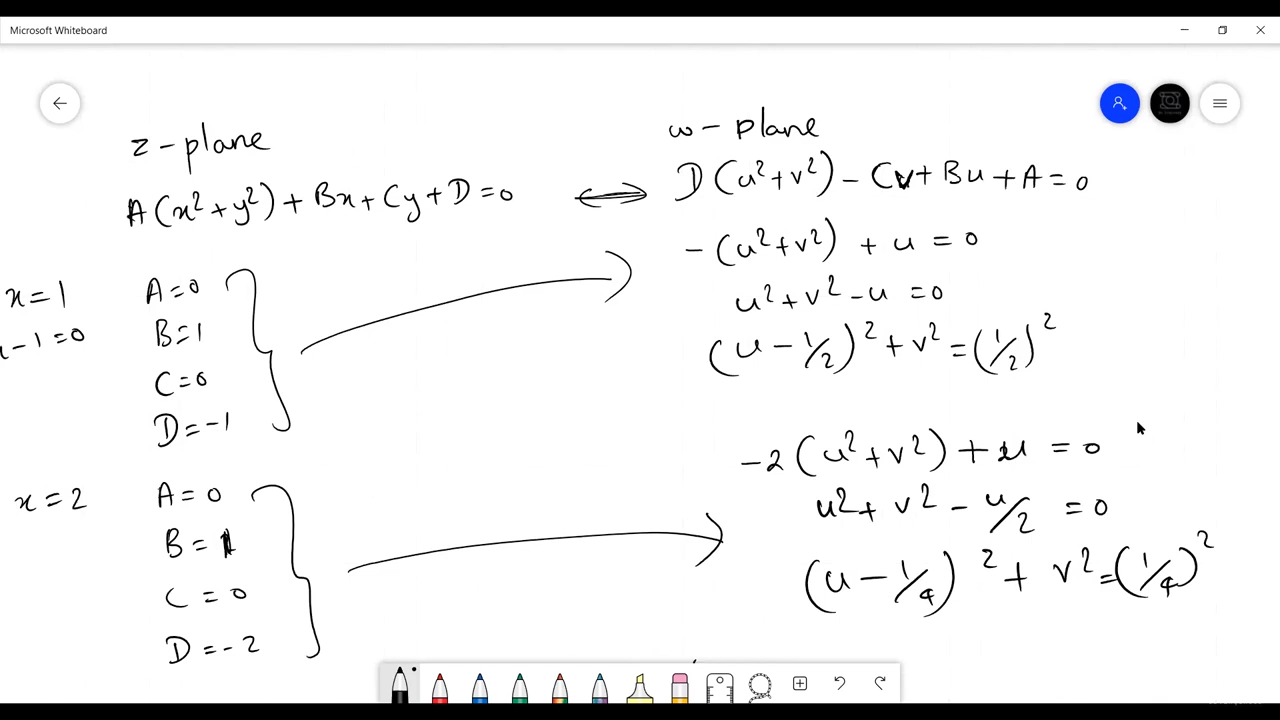 Microsoft Whiteboard
z - plane
A(x²+y²)+Bx+Cy+D=0
x=1
-1=0
A=0
B=1
C=0
D=-1
x=2
A=0
B=1
C=0
D=-2
w - plane
D(u²+v²)-Cv+Bu+A=0
-(u²+v²)+u=0
u²+v²-u=0
(u-1/2)²+v²=(1/2)²
-2(u²+v²)+u=0
u²+v²-u/2=0
(u-1/4)²+v²=(1/4)²